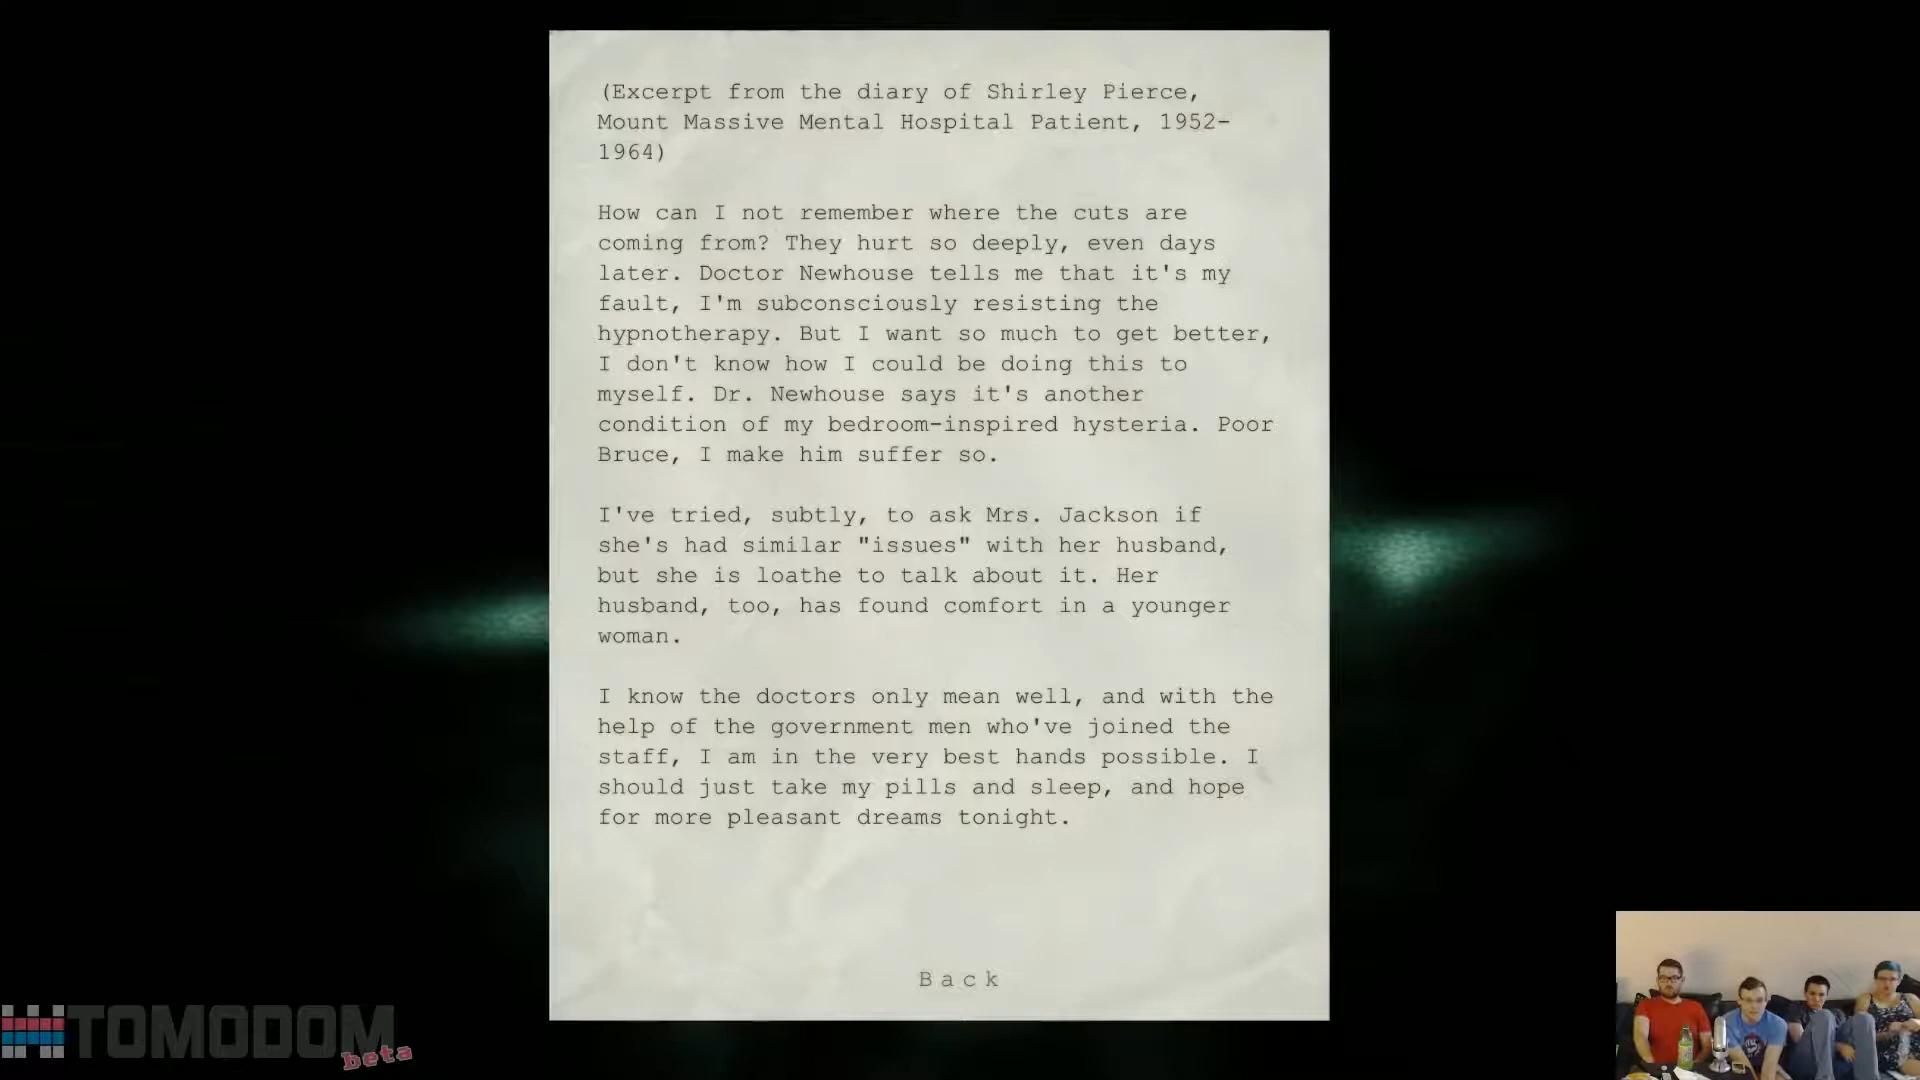 (Excerpt from the diary of Shirley Pierce,
Mount Massive Mental Hospital Patient, 1952-
1964)
How can I not remember where the cuts are
coming from? They hurt so deeply, even days
later. Doctor Newhouse tells me that it's my
fault, I'm subconsciously resisting the
hypnotherapy. But I want so much to get better,
I don't know how I could be doing this to
myself. Dr. Newhouse says it's another
condition of my bedroom-inspired hysteria. Poor
Bruce, I make him suffer so.
I've tried, subtly, to ask Mrs. Jackson if
she's had similar "issues" with her husband,
but she is loathe to talk about it. Her
husband, too, has found comfort in a younger
woman.
I know the doctors only mean well, and with the
help of the government men who've joined the
staff, I am in the very best hands possible. I
should just take my pills and sleep, and hope
for more pleasant dreams tonight.
Back
TOMODOM
beta